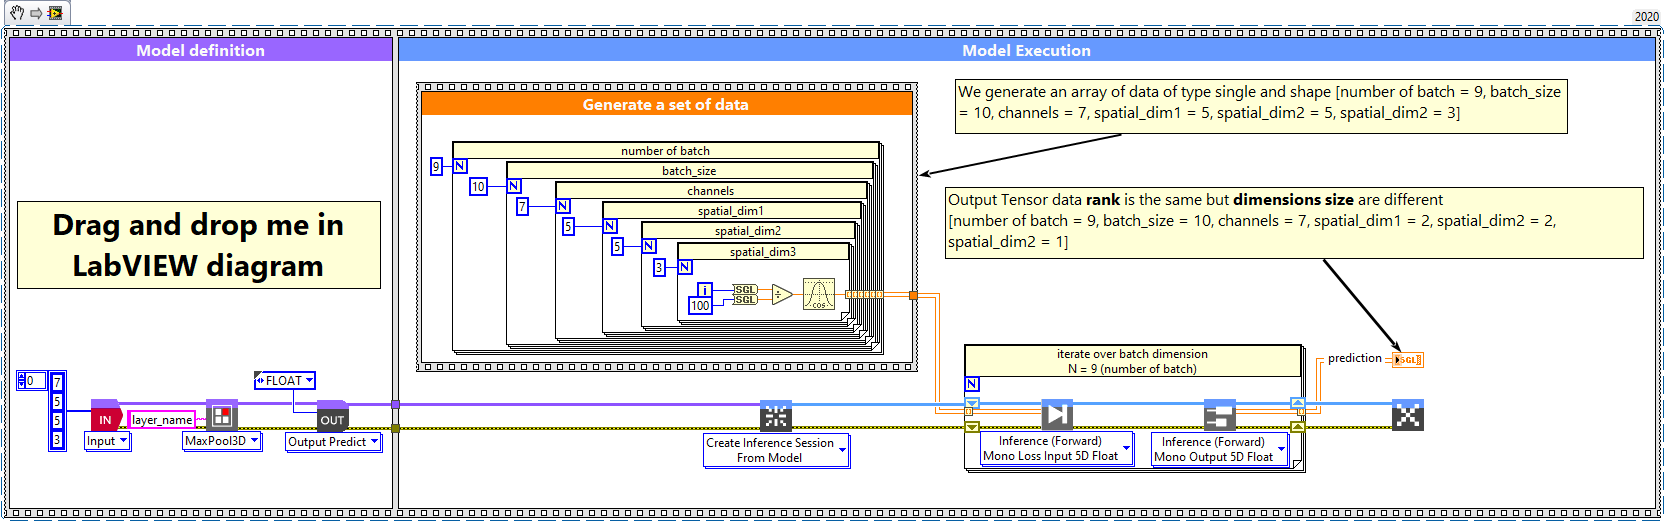 2020
Model definition
Model Execution
Generate a set of data
We generate an array of data of type single and shape [number of batch = 9, batch_size
= 10, channels = 7, spatial_dim1 = 5, spatial_dim2 = 5, spatial_dim2 = 3]
number of batch
9 N
batch_size
10 N
channels
7 N
spatial_dim1
5 N
spatial_dim2
5 N
spatial_dim3
3 N
i
SGL
SGL
100
÷
cos
Output Tensor data rank is the same but dimensions size are different
[number of batch = 9, batch_size = 10, channels = 7, spatial_dim1 = 2, spatial_dim2 = 2,
spatial_dim2 = 1]
Drag and drop me in
LabVIEW diagram
iterate over batch dimension
N = 9 (number of batch)
N
prediction
SGL
0
7
5
5
3
IN
Input
layer_name
MaxPool3D
FLOAT
OUT
Output Predict
Create Inference Session
From Model
Inference (Forward)
Mono Loss Input 5D Float
Inference (Forward)
Mono Output 5D Float